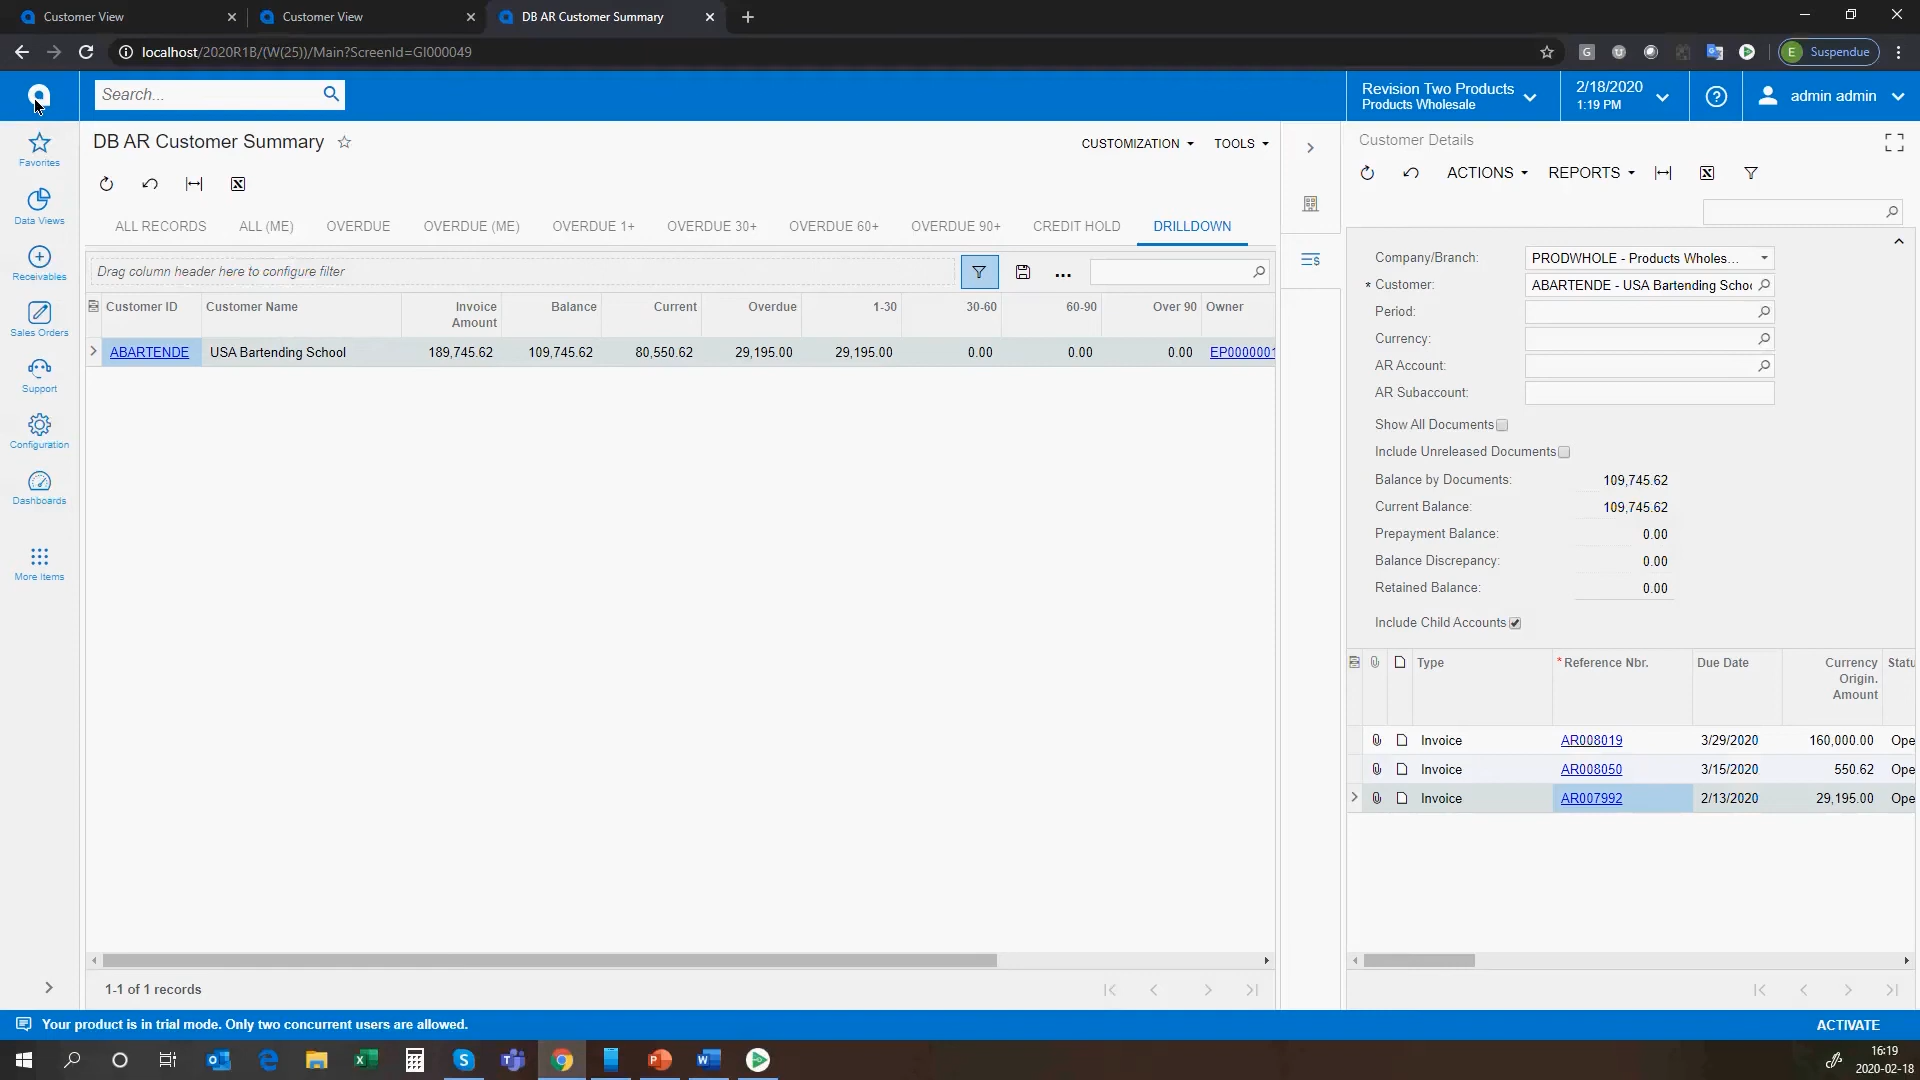 Customer View
Customer View
DB AR Customer Summary
localhost/2020R1B/(W(25))/Main?ScreenId=GI000049
G
E Suspendue
Search...
Revision Two Products
Products Wholesale
2/18/2020
1:19 PM
admin admin
Favorites
Data Views
Receivables
Sales Orders
Support
Configuration
Dashboards
More Items
DB AR Customer Summary
CUSTOMIZATION
TOOLS
ALL RECORDS ALL (ME) OVERDUE OVERDUE (ME) OVERDUE 1+ OVERDUE 30+ OVERDUE 60+ OVERDUE 90+ CREDIT HOLD DRILLDOWN
Drag column header here to configure filter
Customer ID Customer Name Invoice Amount Balance Current Overdue 1-30 30-60 60-90 Over 90 Owner
ABARTENDE USA Bartending School 189,745.62 109,745.62 80,550.62 29,195.00 29,195.00 0.00 0.00 0.00 EP0000001
1-1 of 1 records
Customer Details
ACTIONS REPORTS
Company/Branch: PRODWHOLE - Products Wholes...
* Customer: ABARTENDE - USA Bartending Schoo
Period:
Currency:
AR Account:
AR Subaccount:
Show All Documents
Include Unreleased Documents
Balance by Documents: 109,745.62
Current Balance: 109,745.62
Prepayment Balance: 0.00
Balance Discrepancy: 0.00
Retained Balance: 0.00
Include Child Accounts
Type * Reference Nbr. Due Date Currency Origin. Amount Statu
Invoice AR008019 3/29/2020 160,000.00 Ope
Invoice AR008050 3/15/2020 550.62 Ope
Invoice AR007992 2/13/2020 29,195.00 Ope
Your product is in trial mode. Only two concurrent users are allowed.
ACTIVATE
16:19
2020-02-18